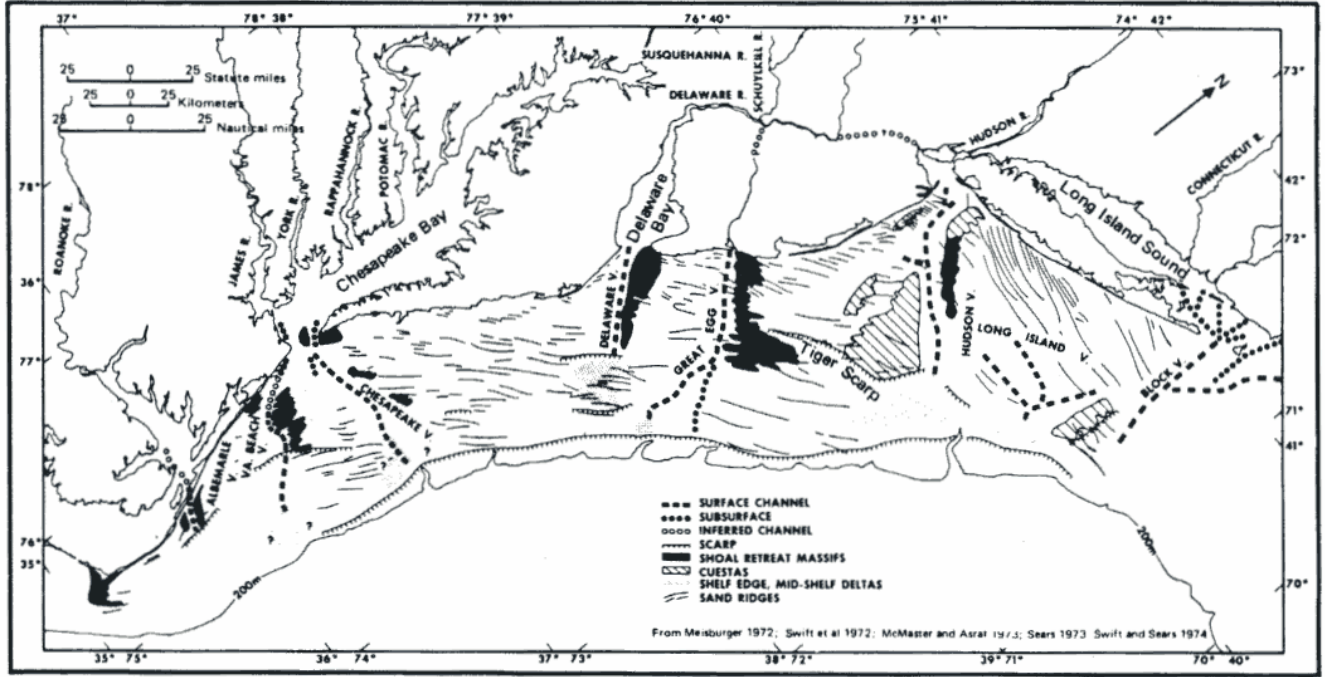 37°
78° 38°
77° 39°
76° 40°
75° 41°
74° 42°
25 0 25
Statute miles
25 0 25
Kilometers
25 0 25
Nautical miles
SUSQUEHANNA R.
SCHUYLKILL R.
DELAWARE R.
73°
N
HUDSON R.
CONNECTICUT R.
ROANOKE R.
JAMES R.
YORK R.
RAPPAHANNOCK R.
POTOMAC R.
Chesapeake Bay
Delaware Bay
Long Island Sound
78°
42°
72°
36°
77°
DELAWARE V.
GREAT EGG V.
Tiger Scarp
HUDSON V.
LONG ISLAND V.
BLOCK V.
CHESAPEAKE V.
ALBEMARLE V.
VA. BEACH V.
71°
41°
?
?
?
?
76°
35°
200m
200m
70°
SURFACE CHANNEL
SUBSURFACE
INFERRED CHANNEL
SCARP
SHOAL RETREAT MASSIFS
CUESTAS
SHELF EDGE, MID-SHELF DELTAS
SAND RIDGES
From Meisburger 1972; Swift et al 1972; McMaster and Asraf 1973; Sears 1973 Swift and Sears 1974
35° 75°
36° 74°
37° 73°
38° 72°
39° 71°
70° 40°